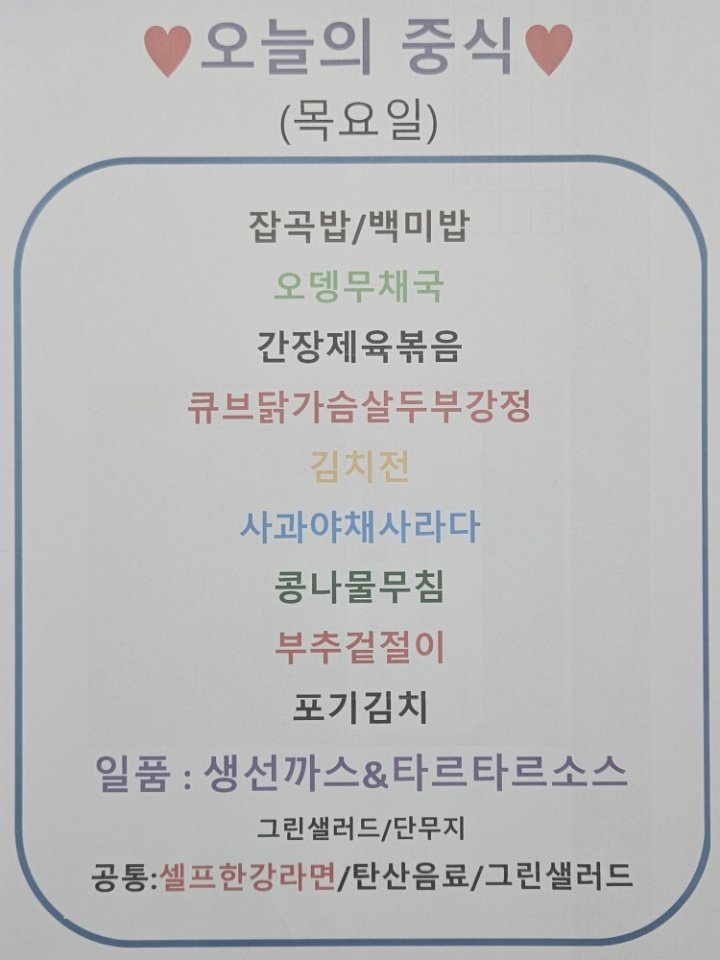 ♥오늘의 중식♥
(목요일)
잡곡밥/백미밥
오뎅무채국
간장제육볶음
큐브닭가슴살두부강정
김치전
사과야채사라다
콩나물무침
부추겉절이
포기김치
일품 : 생선까스&타르타르소스
그린샐러드/단무지
공통:셀프한강라면/탄산음료/그린샐러드